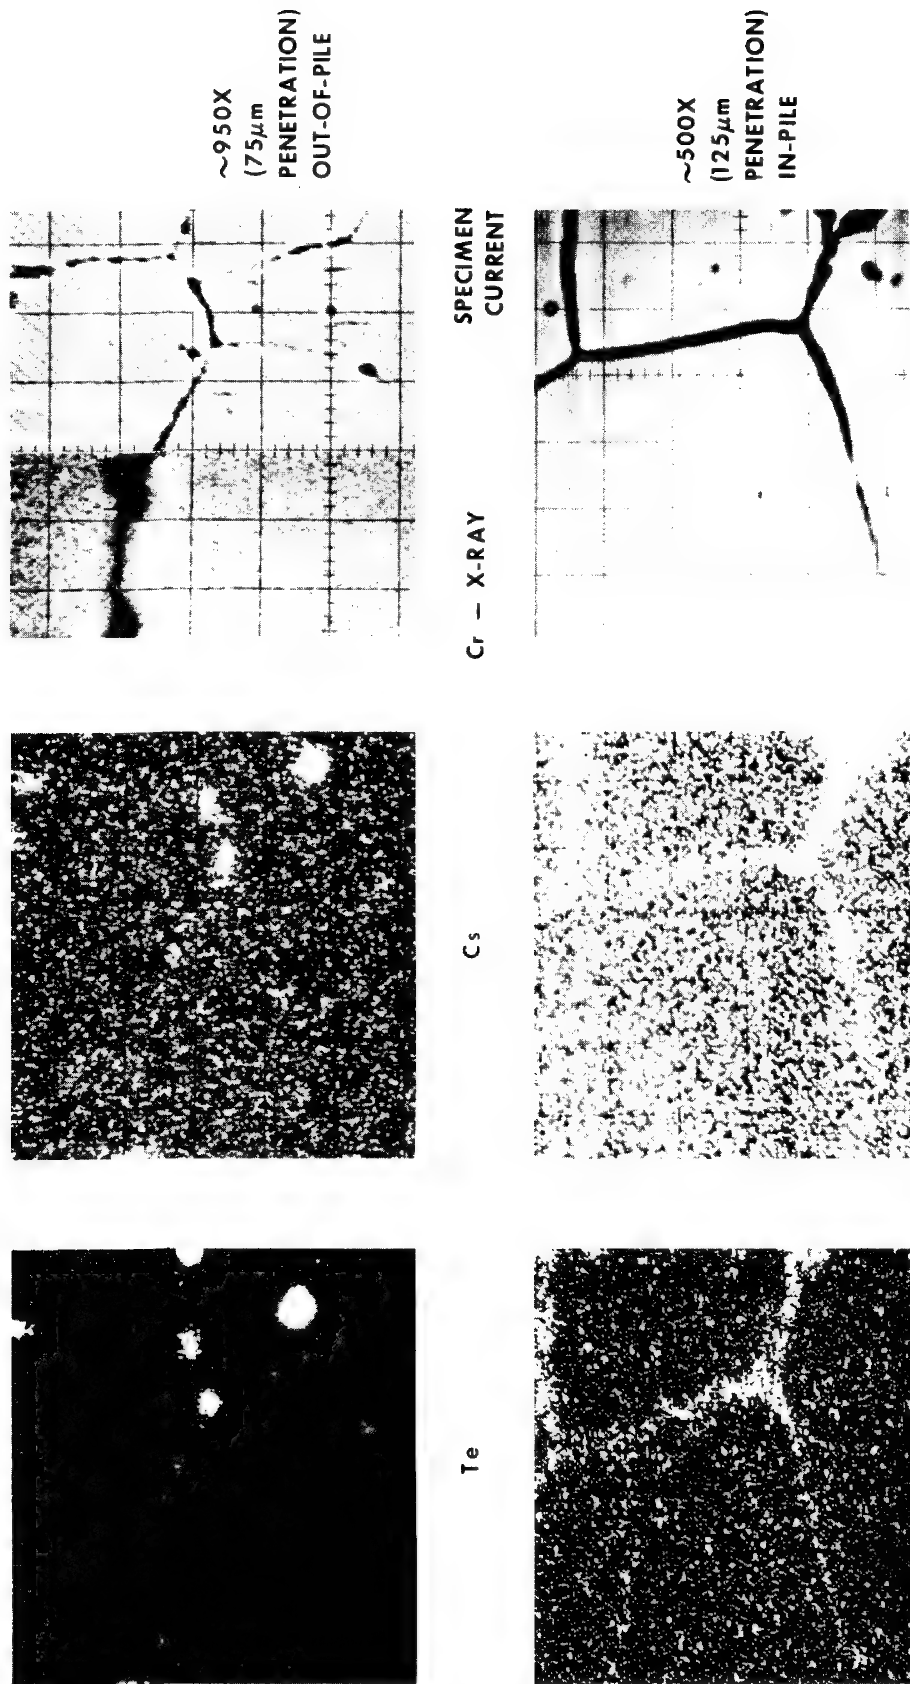 ~950X
(75μm
PENETRATION)
OUT-OF-PILE
SPECIMEN
CURRENT
Cr – X-RAY
Cs
Te
~500X
(125μm
PENETRATION)
IN-PILE